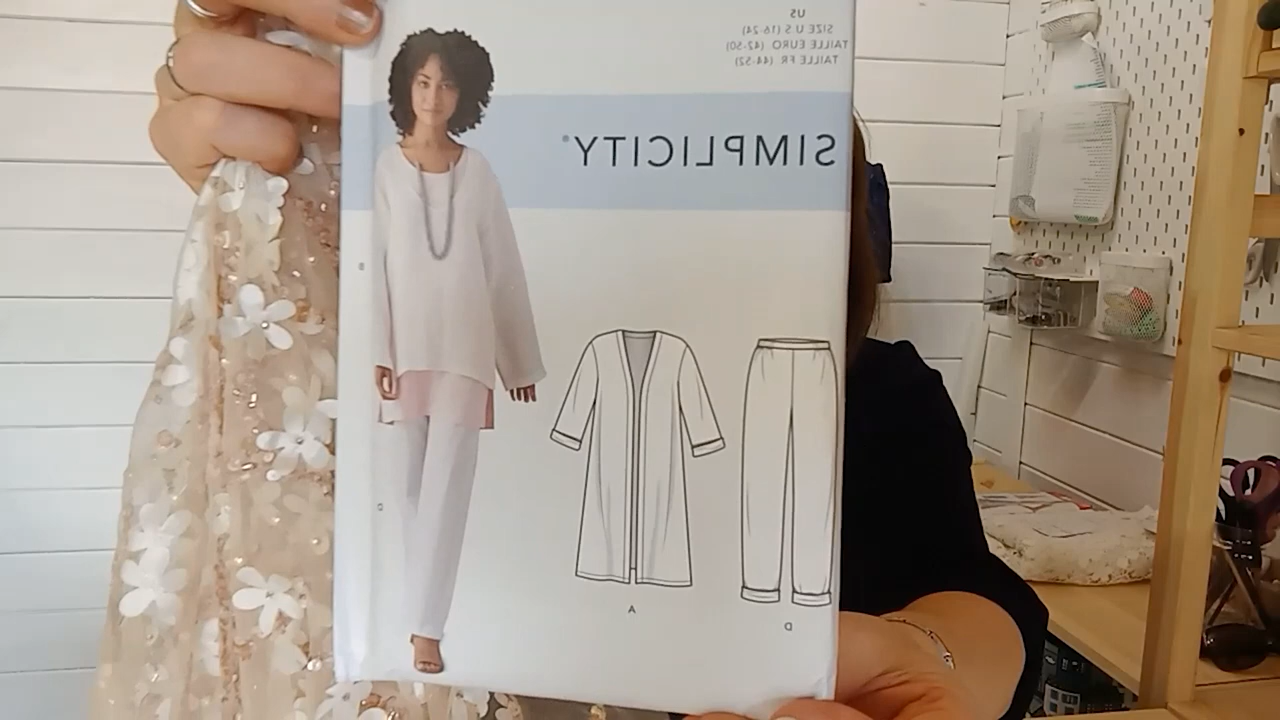 US
SIZE U.S (16-24)
TAILLE EURO (42-50)
TAILLE FR (44-52)
SIMPLICITY®
B
C
A
D